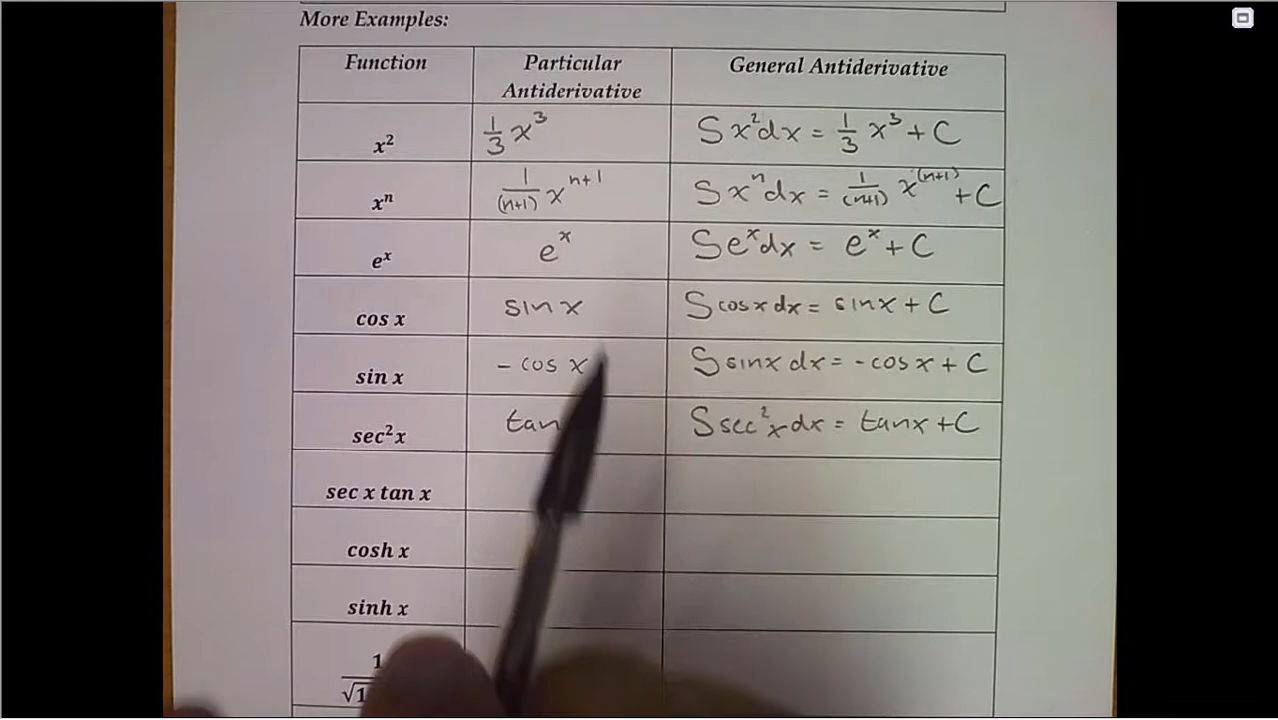 More Examples:
Function Particular Antiderivative General Antiderivative
x² 1/3 x³ ∫x²dx = 1/3 x³ + C
xⁿ 1/(n+1) xⁿ⁺¹ ∫xⁿdx = 1/(n+1) x⁽ⁿ⁺¹⁾ + C
eˣ eˣ ∫eˣdx = eˣ + C
cos x sin x ∫cos x dx = sin x + C
sin x - cos x ∫sin x dx = - cos x + C
sec²x tan ∫sec²x dx = tan x + C
sec x tan x
cosh x
sinh x